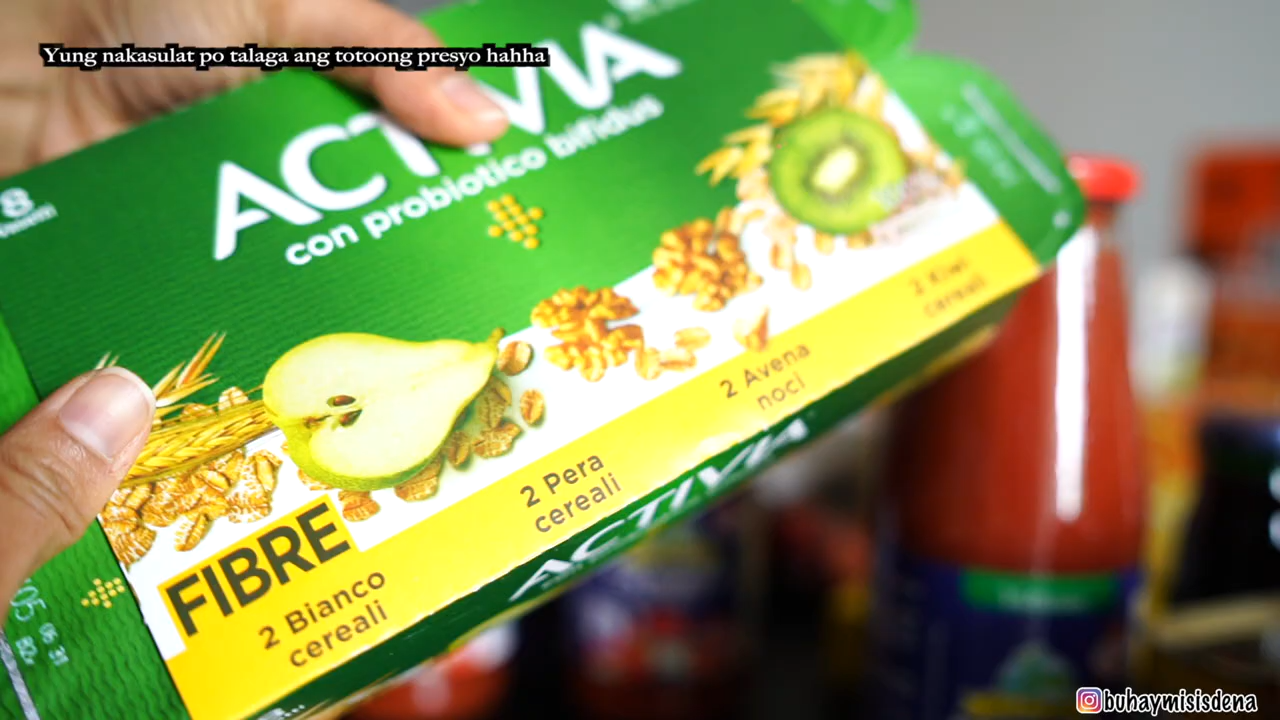 Yung nakasulat po talaga ang totoong presyo hahha
ACTIVIA
con probiotico bifidus
8
2 Kiwi
cereali
2 Avena
noci
2 Pera
cereali
FIBRE
2 Bianco
cereali
ACTIVIA
@buhaymisisdena